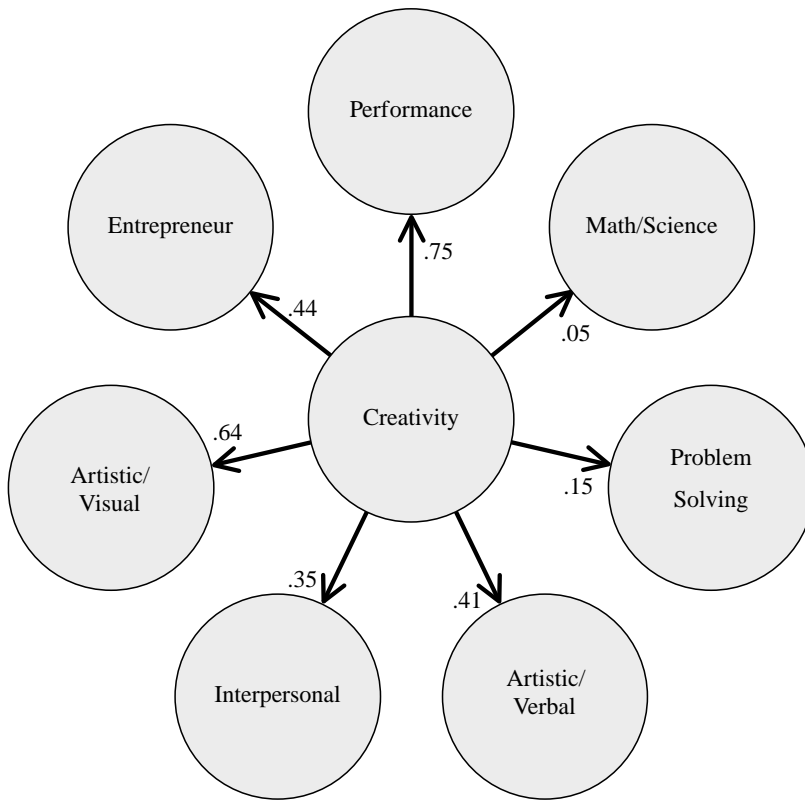 Performance
Entrepreneur
Math/Science
.75
.44
.05
Creativity
.64
Artistic/
Visual
Problem
Solving
.15
.35
.41
Interpersonal
Artistic/
Verbal